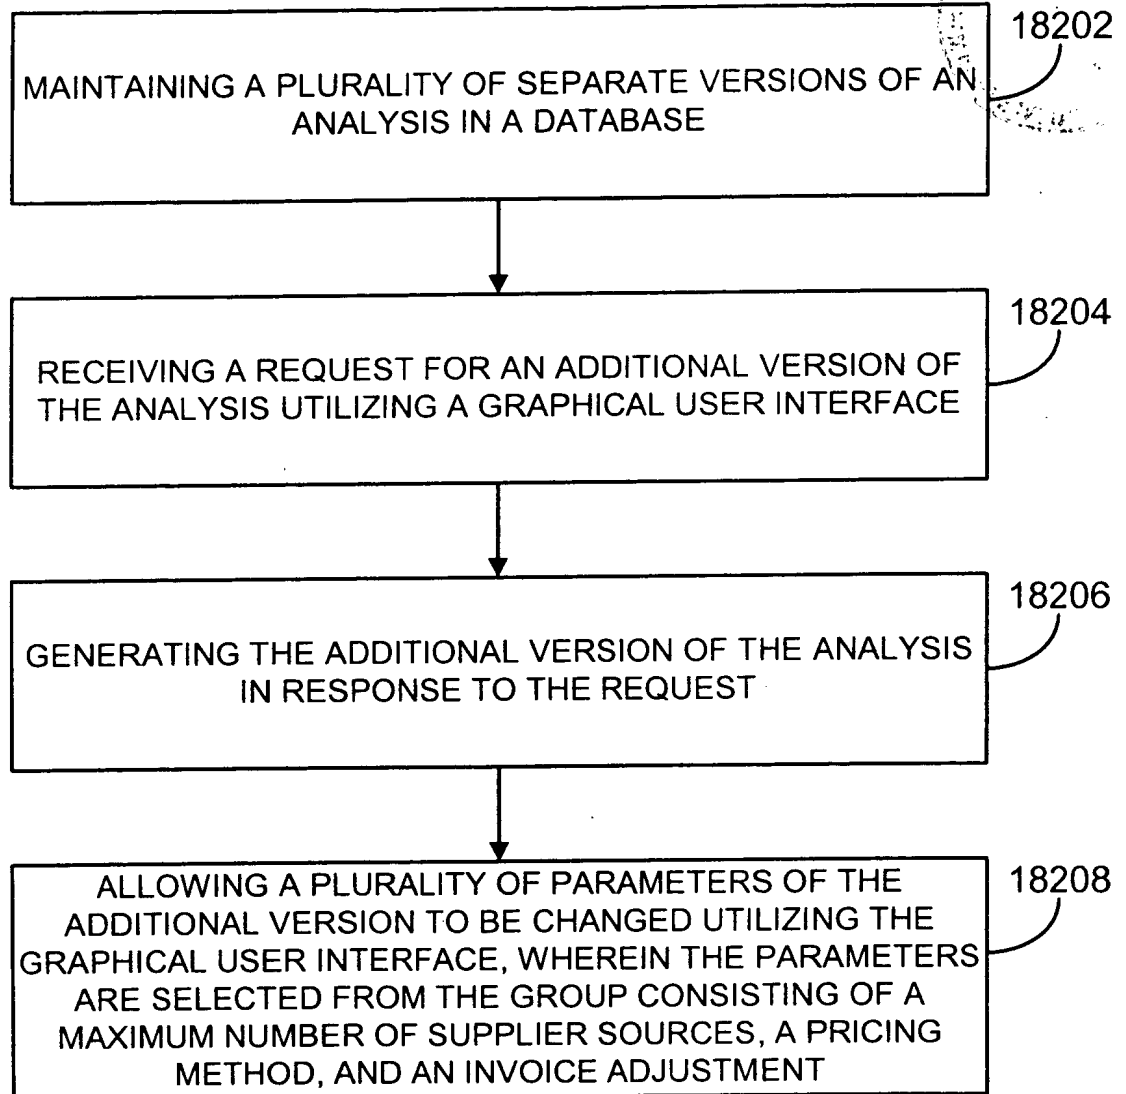 18202
MAINTAINING A PLURALITY OF SEPARATE VERSIONS OF AN
ANALYSIS IN A DATABASE
18204
RECEIVING A REQUEST FOR AN ADDITIONAL VERSION OF
THE ANALYSIS UTILIZING A GRAPHICAL USER INTERFACE
18206
GENERATING THE ADDITIONAL VERSION OF THE ANALYSIS
IN RESPONSE TO THE REQUEST
18208
ALLOWING A PLURALITY OF PARAMETERS OF THE
ADDITIONAL VERSION TO BE CHANGED UTILIZING THE
GRAPHICAL USER INTERFACE, WHEREIN THE PARAMETERS
ARE SELECTED FROM THE GROUP CONSISTING OF A
MAXIMUM NUMBER OF SUPPLIER SOURCES, A PRICING
METHOD, AND AN INVOICE ADJUSTMENT